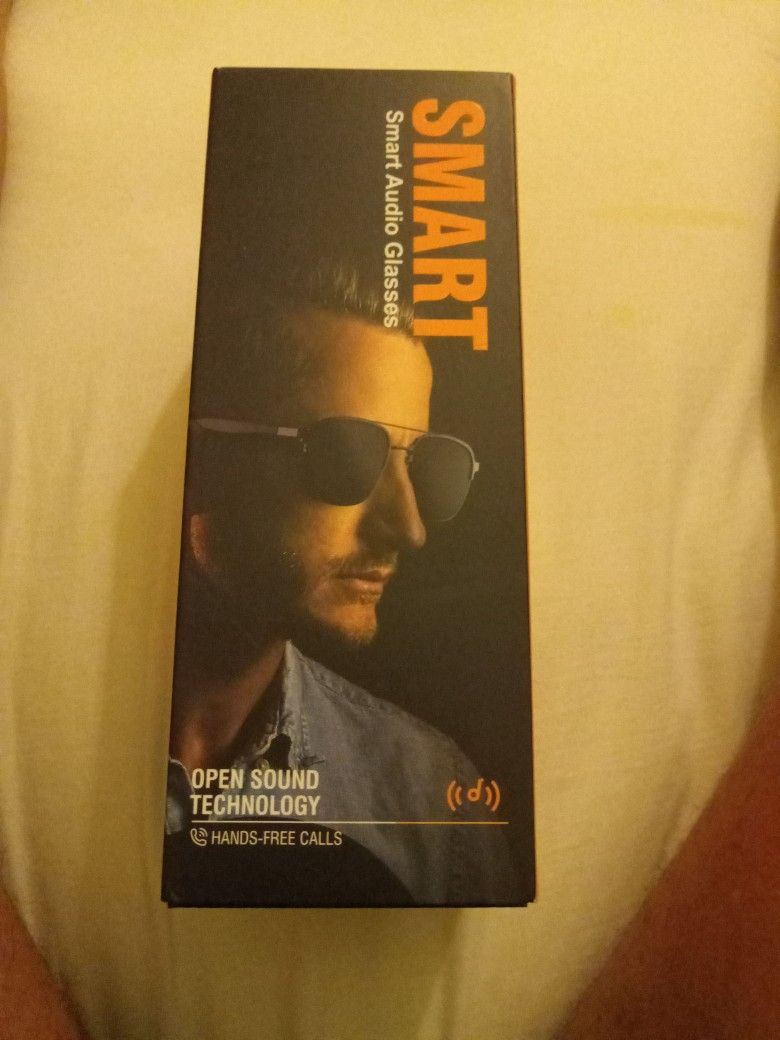 SMART
Smart Audio Glasses
OPEN SOUND
TECHNOLOGY
HANDS-FREE CALLS